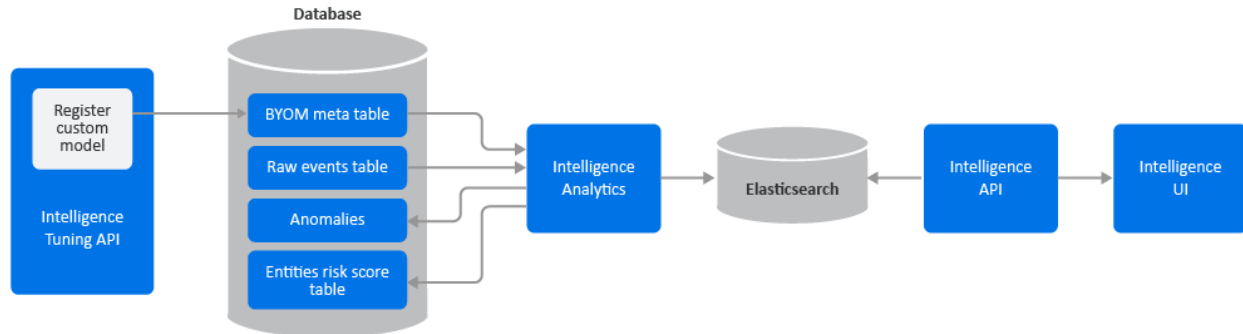 Database
Register
custom
model
Intelligence
Tuning API
BYOM meta table
Raw events table
Anomalies
Entities risk score
table
Intelligence
Analytics
Elasticsearch
Intelligence
API
Intelligence
UI